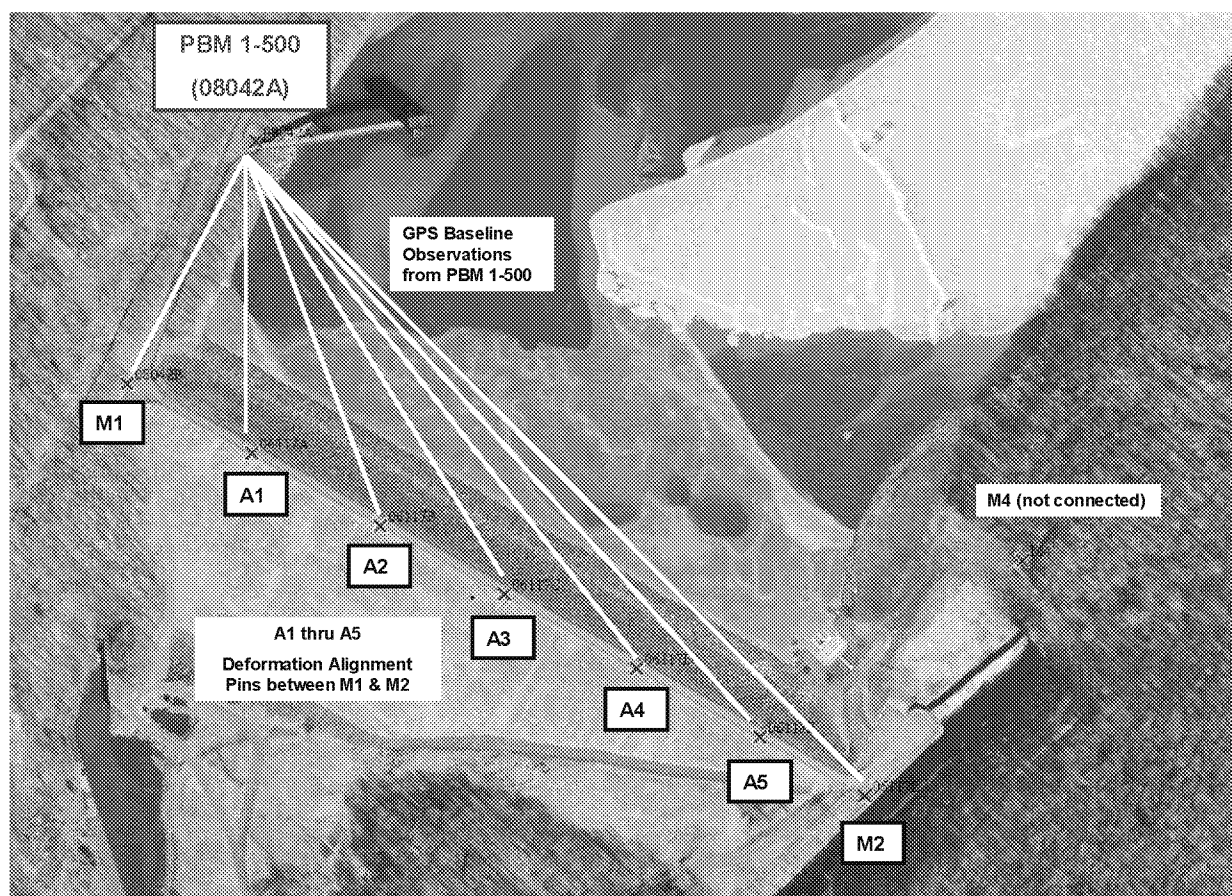 PBM 1-500
(08042A)
GPS Baseline
Observations
from PBM 1-500
M1
A1
M4 (not connected)
A2
A3
A1 thru A5
Deformation Alignment
Pins between M1 & M2
A4
A5
M2